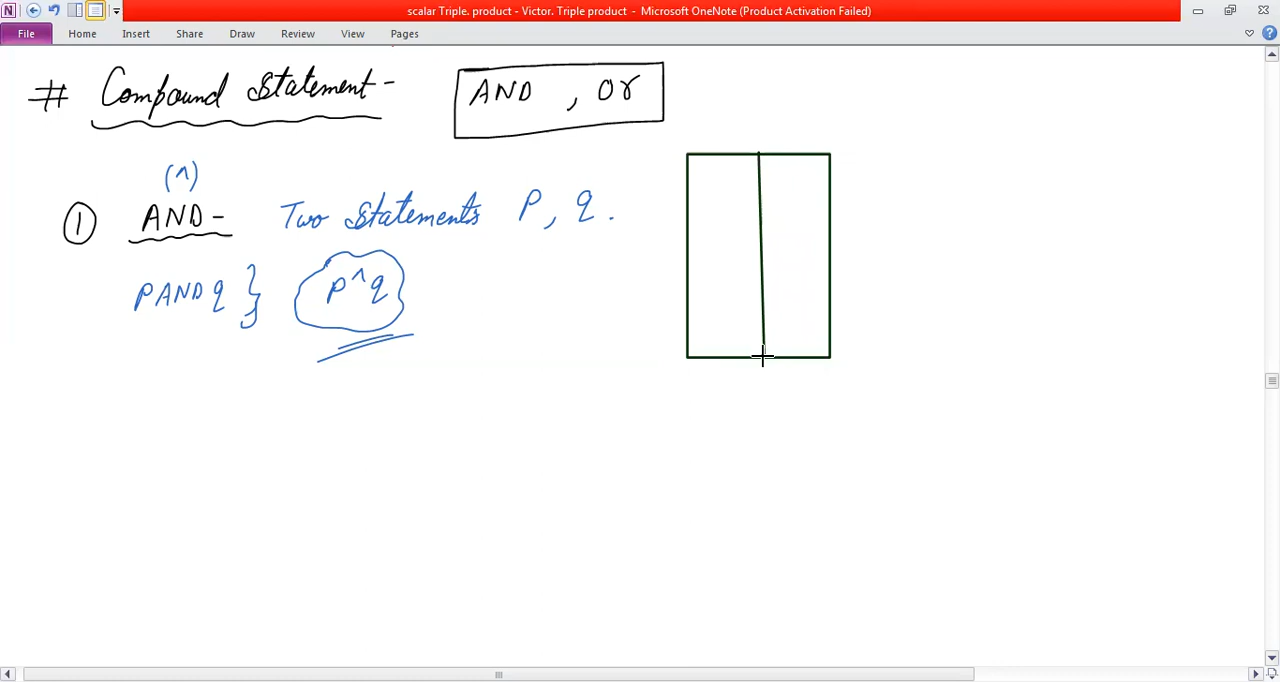 scalar Triple. product - Victor. Triple product - Microsoft OneNote (Product Activation Failed)
File Home Insert Share Draw Review View Pages
# Compound Statement- AND , Or
(^)
① AND- Two Statements P, q.
P AND q } P^q